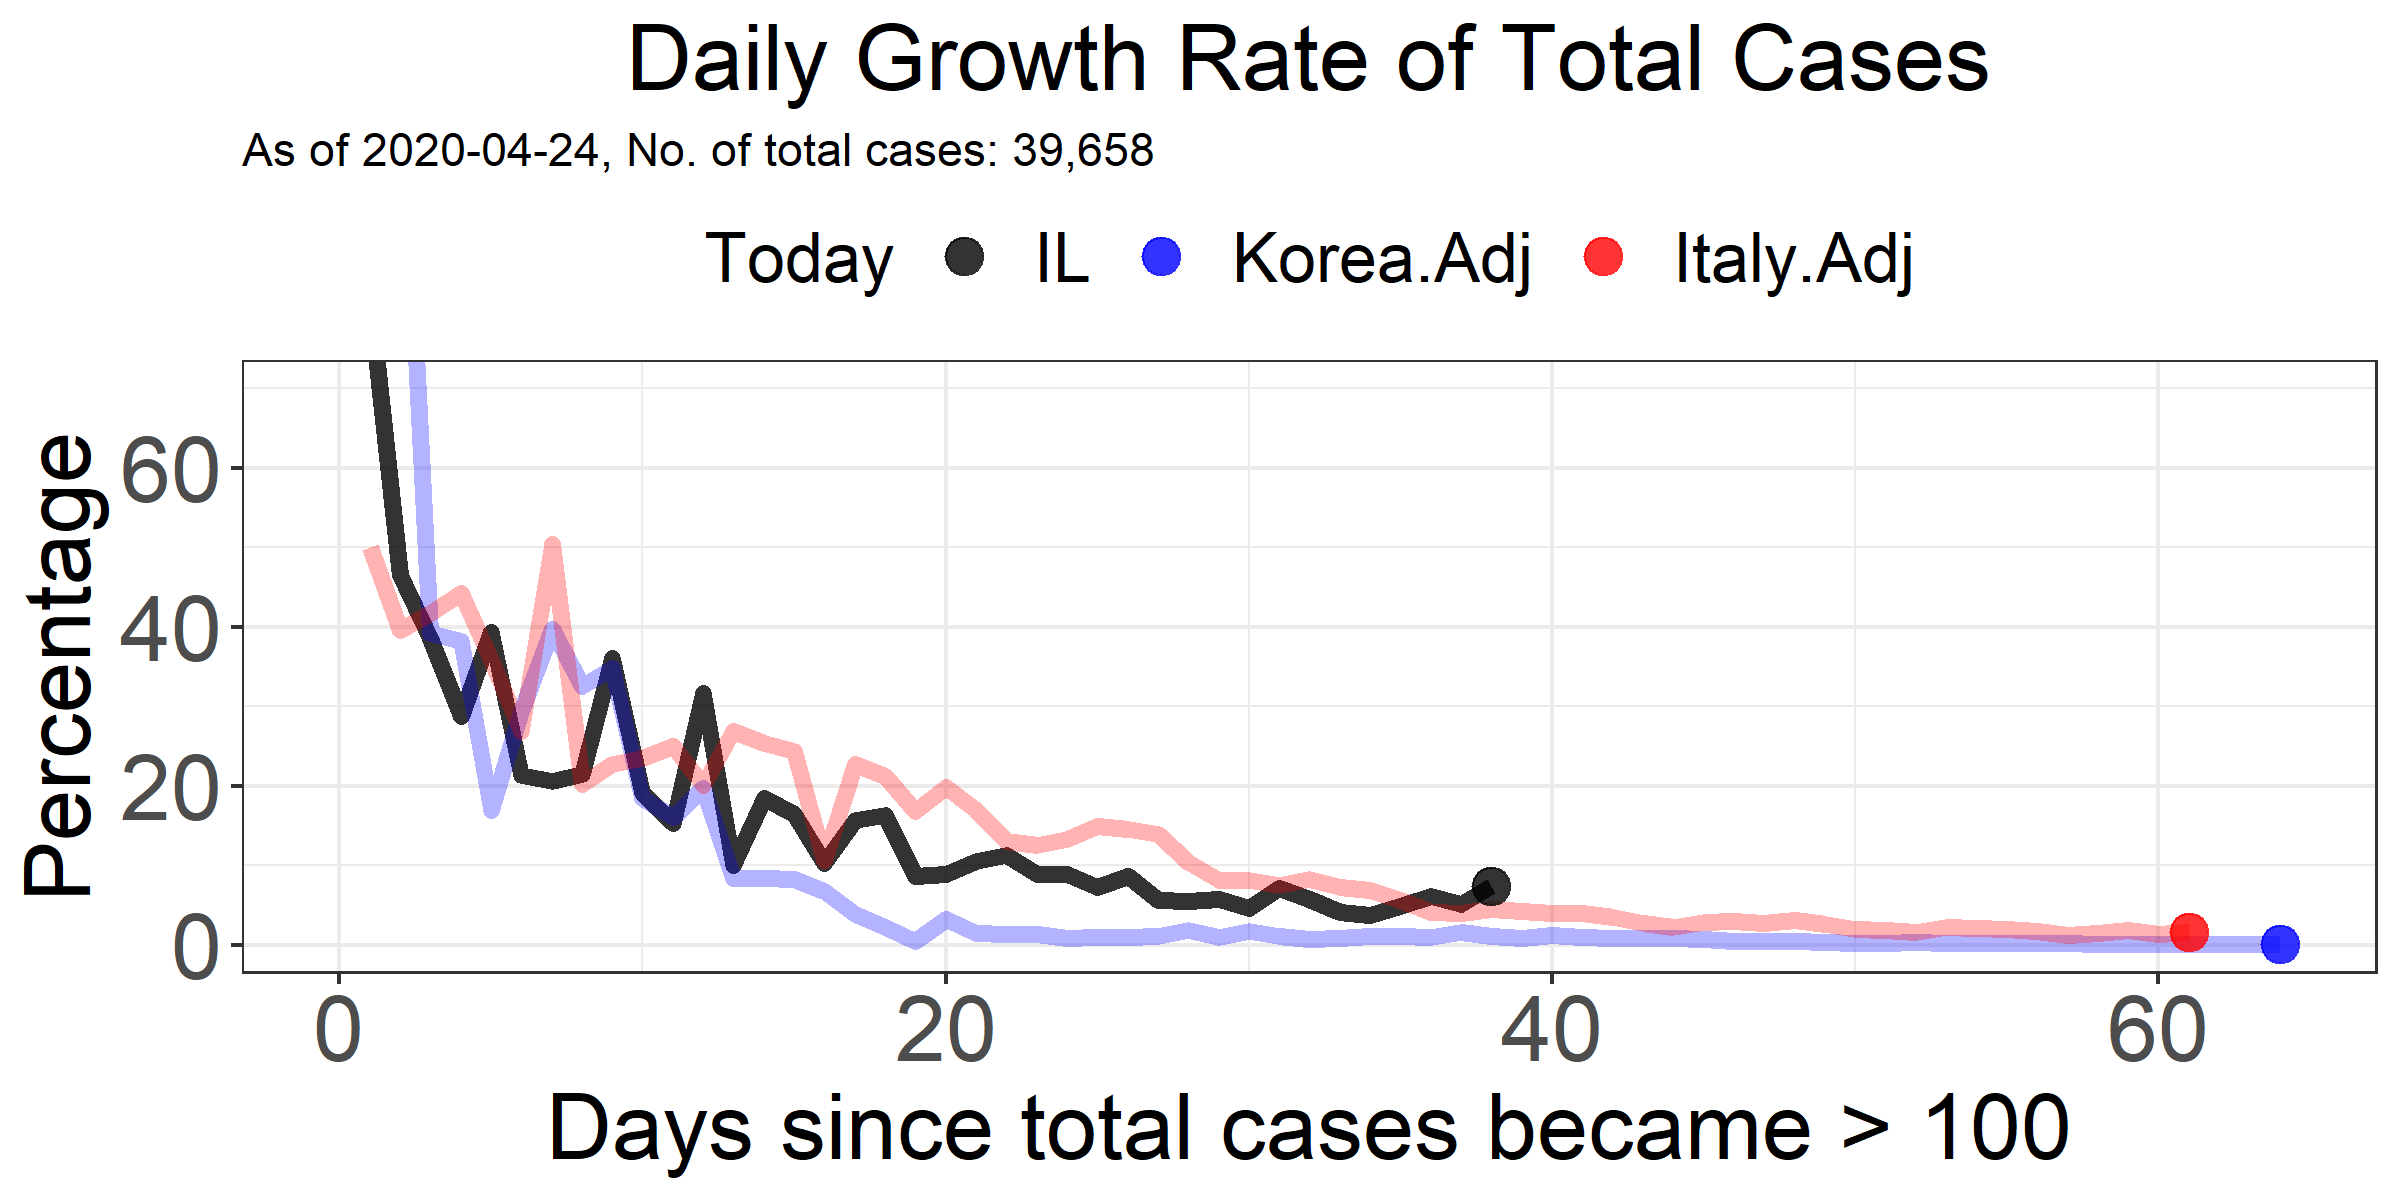 Daily Growth Rate of Total Cases
As of 2020-04-24, No. of total cases: 39,658
Today IL Korea.Adj Italy.Adj
Percentage
60
40
20
0
0 20 40 60
Days since total cases became > 100